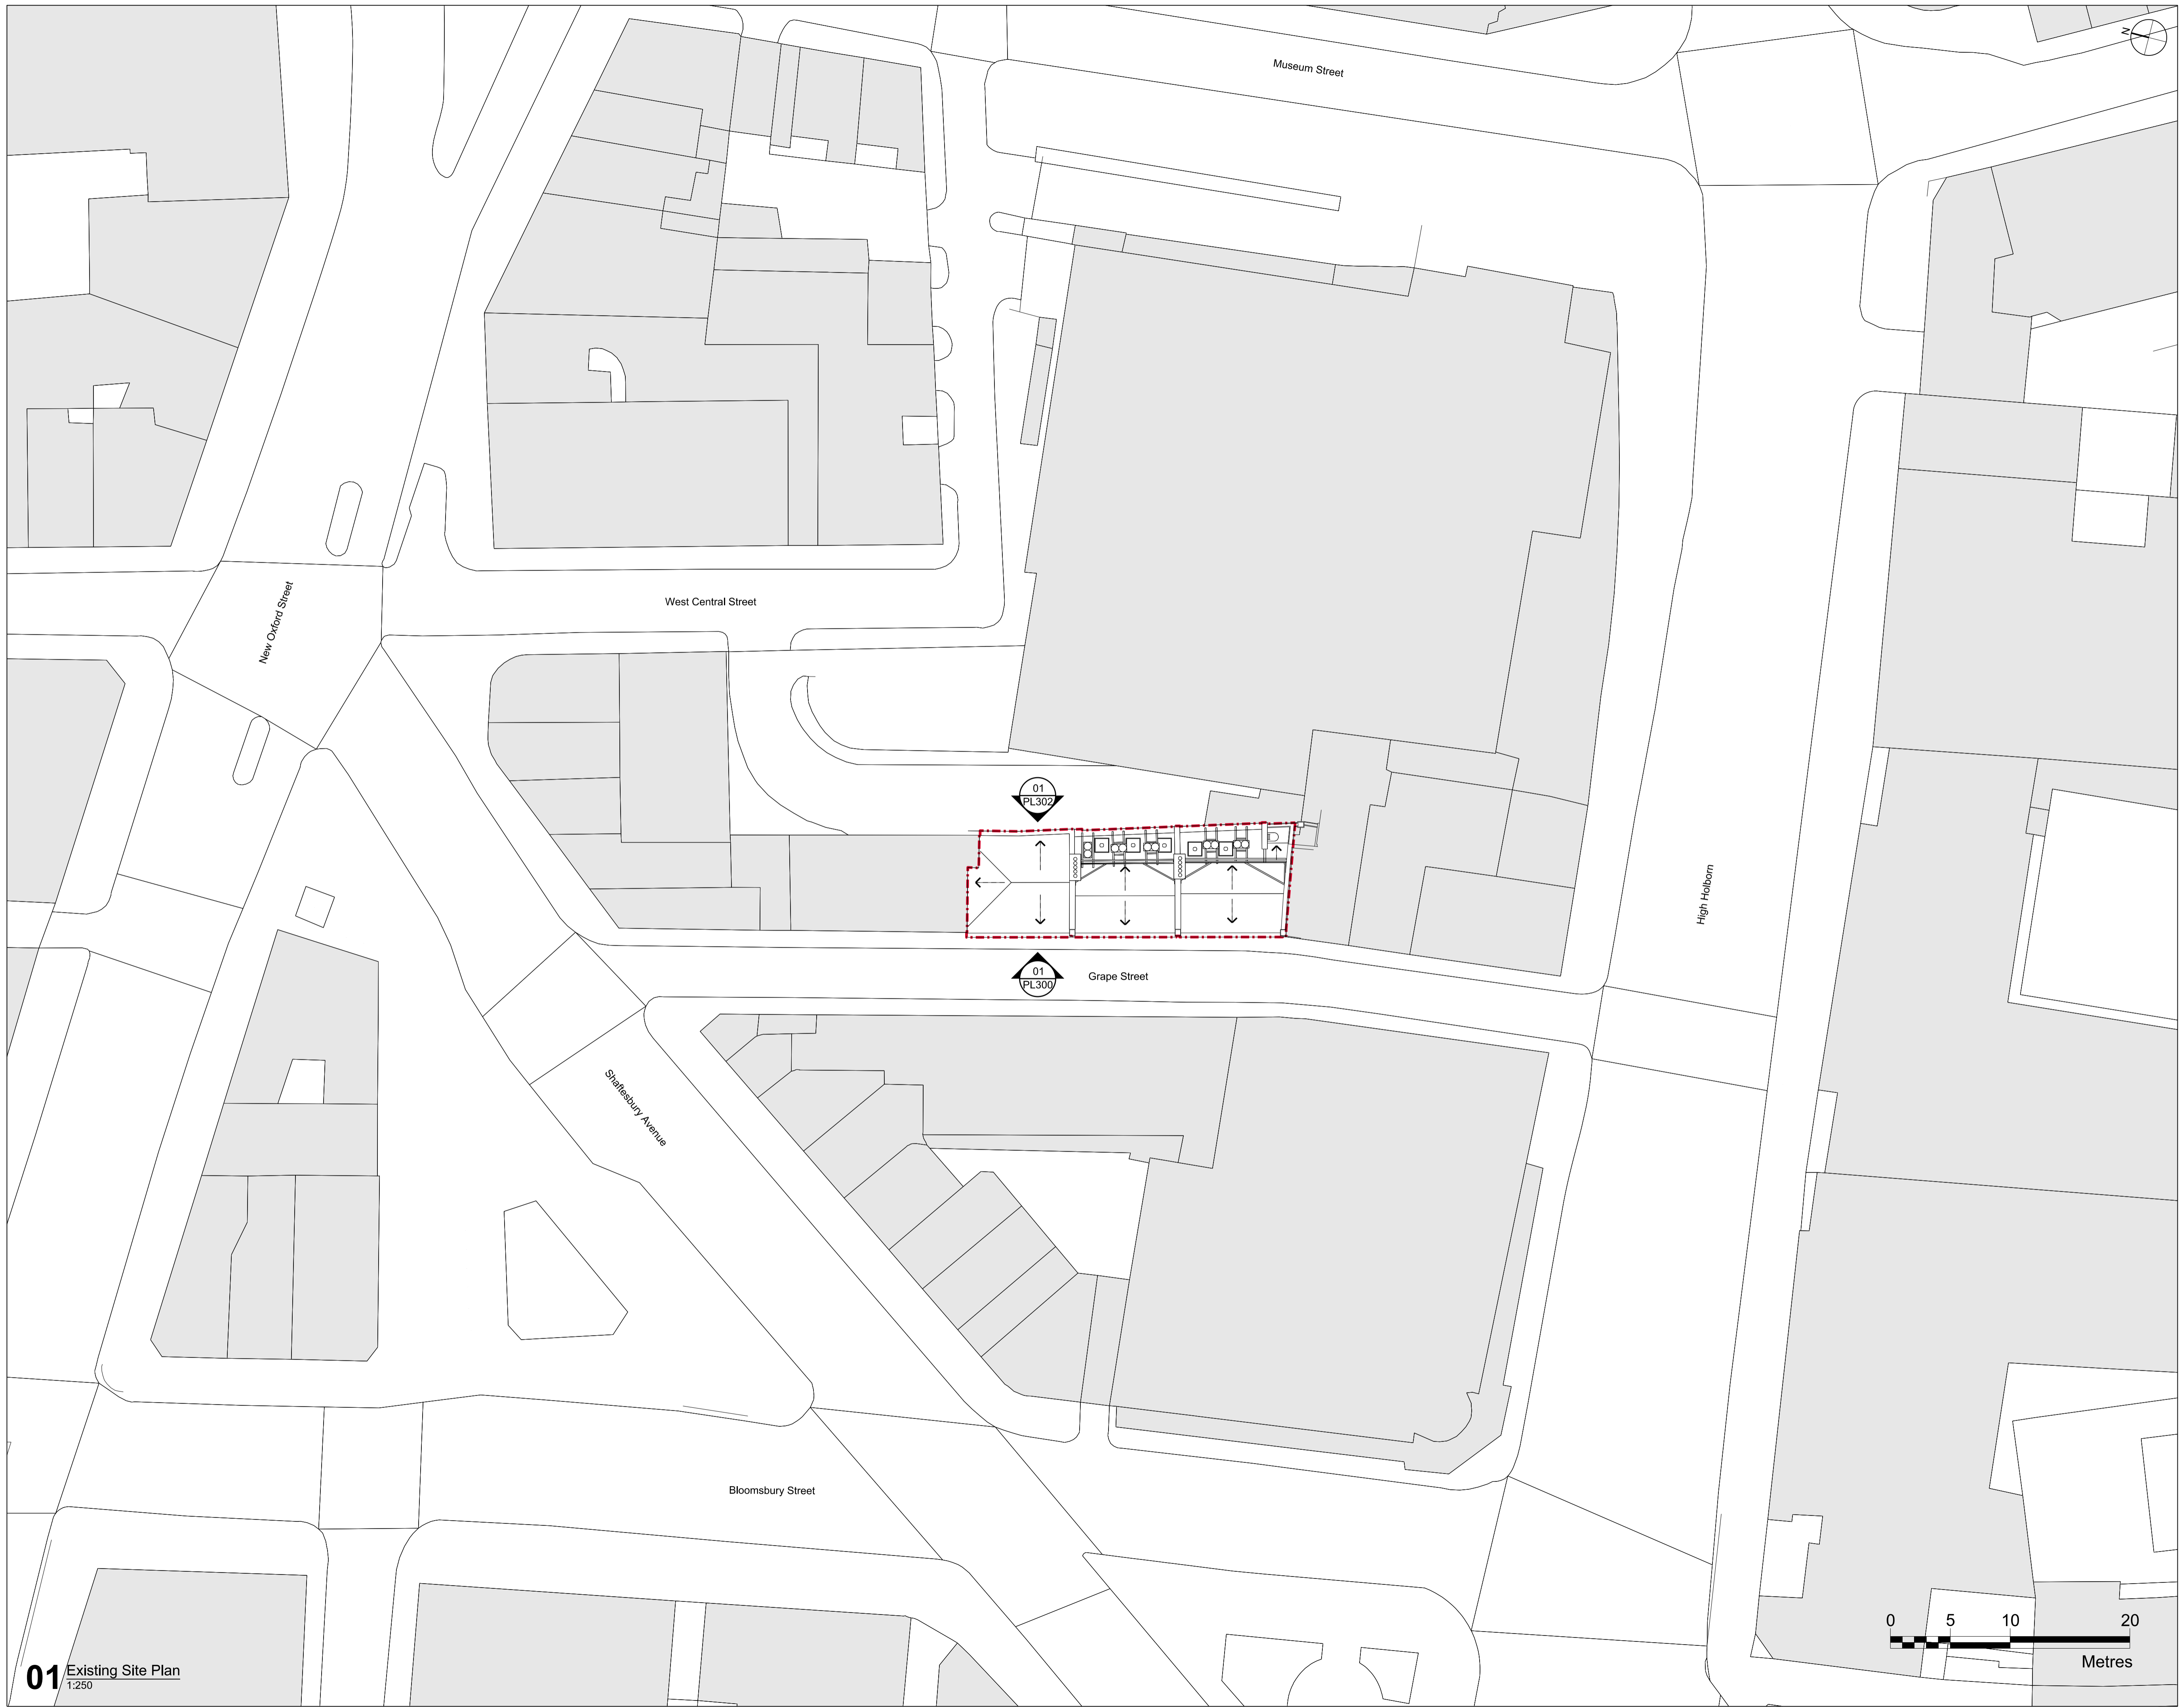 Museum Street
N
West Central Street
New Oxford Street
01
PL302
High Holborn
01
PL300
Grape Street
Shaftesbury Avenue
Bloomsbury Street
0 5 10 20
Metres
01 Existing Site Plan
1:250